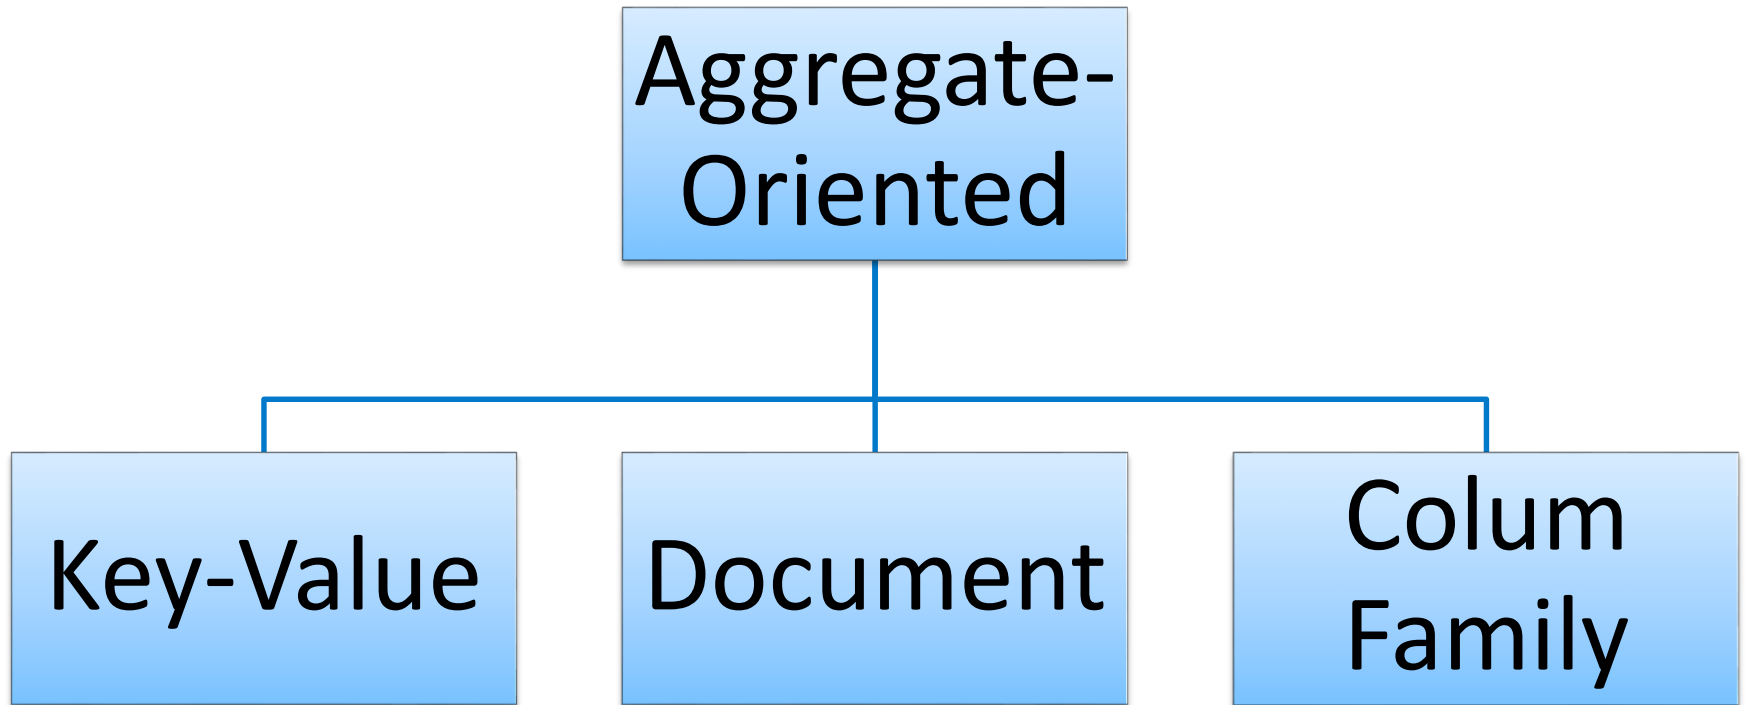 Aggregate-
Oriented
Key-Value
Document
Colum
Family